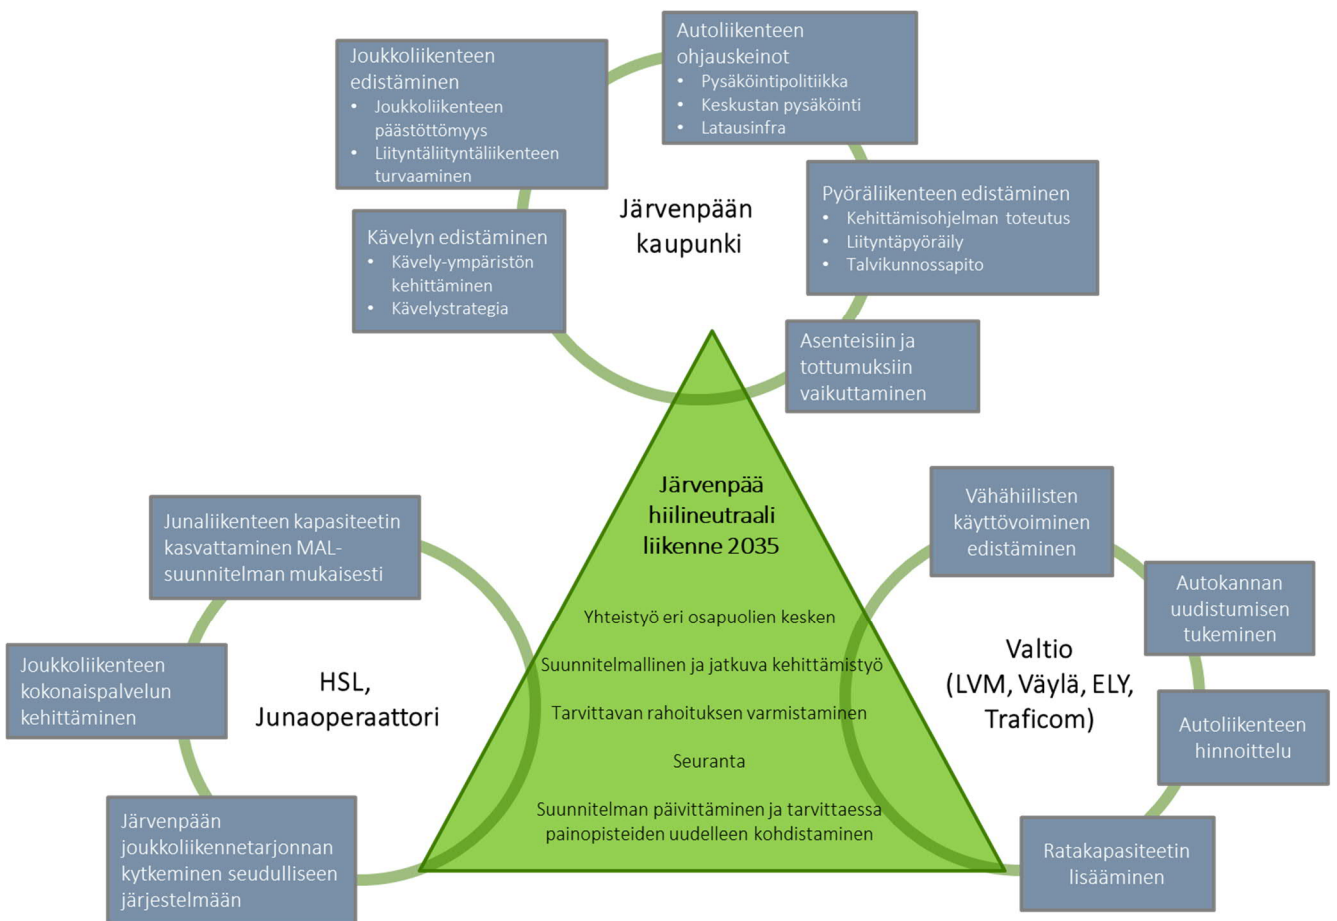 Joukkoliikenteen
edistäminen
• Joukkoliikenteen
päästöttömyys
• Liityntäliityntäliikenteen
turvaaminen
Autoliikenteen
ohjauskeinot
• Pysäköintipolitiikka
• Keskustan pysäköinti
• Latausinfra
Pyöräliikenteen edistäminen
• Kehittämisohjelman toteutus
• Liityntäpyöräily
• Talvikunnossapito
Järvenpään
kaupunki
Kävelyn edistäminen
• Kävely-ympäristön
kehittäminen
• Kävelystrategia
Asenteisiin ja
tottumuksiin
vaikuttaminen
Järvenpää
hiilineutraali
liikenne 2035
Yhteistyö eri osapuolien kesken
Suunnitelmallinen ja jatkuva kehittämistyö
Tarvittavan rahoituksen varmistaminen
Seuranta
Suunnitelman päivittäminen ja tarvittaessa
painopisteiden uudelleen kohdistaminen
Junaliikenteen kapasiteetin
kasvattaminen MAL-
suunnitelman mukaisesti
Joukkoliikenteen
kokonaispalvelun
kehittäminen
HSL,
Junaoperaattori
Järvenpään
joukkoliikennetarjonnan
kytkeminen seudulliseen
järjestelmään
Vähähiilisten
käyttövoiminen
edistäminen
Autokannan
uudistumisen
tukeminen
Valtio
(LVM, Väylä, ELY,
Traficom)
Autoliikenteen
hinnoittelu
Ratakapasiteetin
lisääminen